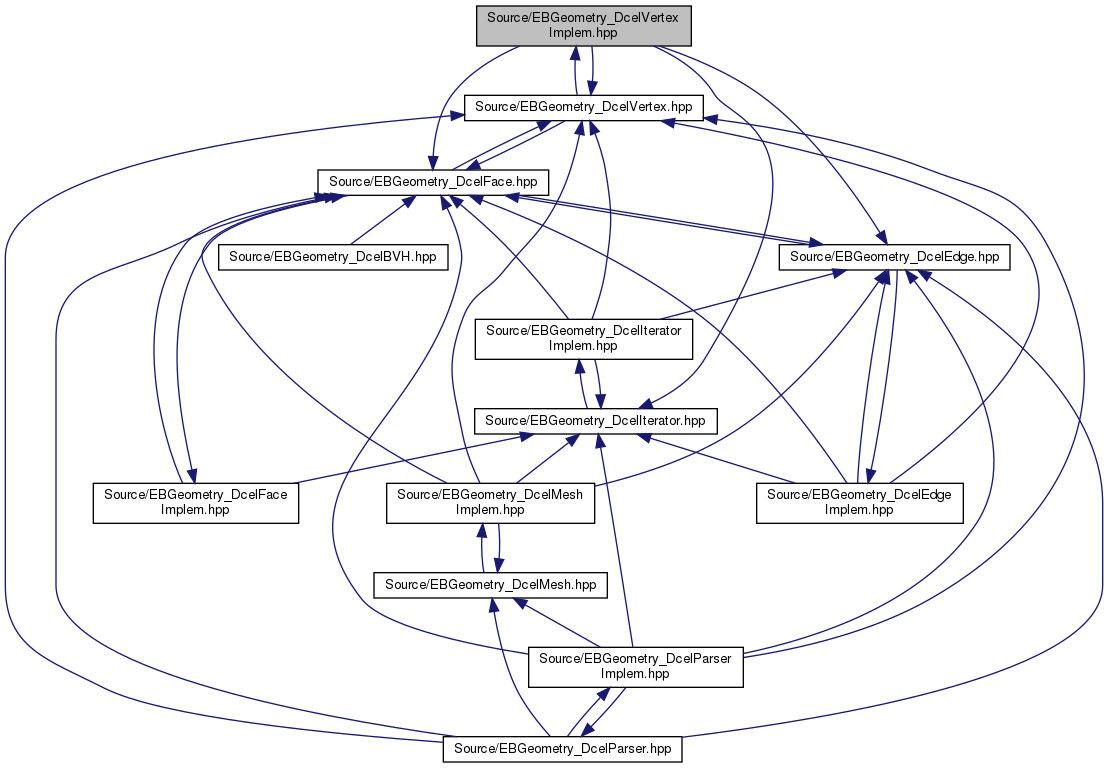 Source/EBGeometry_DcelVertex
Implem.hpp
Source/EBGeometry_DcelVertex.hpp
Source/EBGeometry_DcelFace.hpp
Source/EBGeometry_DcelBVH.hpp
Source/EBGeometry_DcelEdge.hpp
Source/EBGeometry_DcelIterator
Implem.hpp
Source/EBGeometry_DcelIterator.hpp
Source/EBGeometry_DcelFace
Implem.hpp
Source/EBGeometry_DcelMesh
Implem.hpp
Source/EBGeometry_DcelEdge
Implem.hpp
Source/EBGeometry_DcelMesh.hpp
Source/EBGeometry_DcelParser
Implem.hpp
Source/EBGeometry_DcelParser.hpp